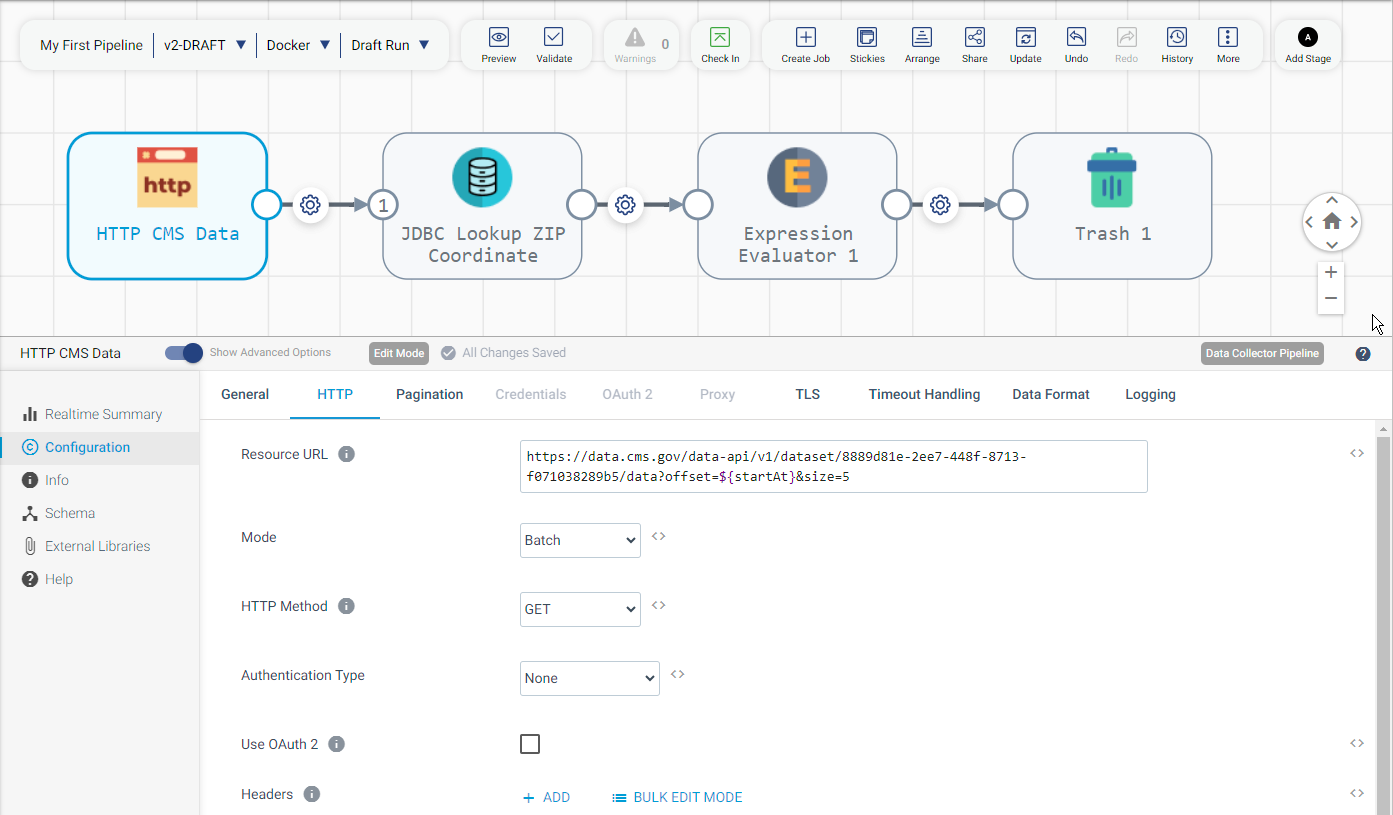 My First Pipeline
v2-DRAFT
Docker
Draft Run
Preview
Validate
Warnings
0
Check In
Create Job
Stickies
Arrange
Share
Update
Undo
Redo
History
More
A
Add Stage
http
HTTP CMS Data
1
JDBC Lookup ZIP
Coordinate
E
Expression
Evaluator 1
Trash 1
HTTP CMS Data
Show Advanced Options
Edit Mode
All Changes Saved
Data Collector Pipeline
?
Realtime Summary
C
Configuration
i
Info
Schema
External Libraries
?
Help
General
HTTP
Pagination
Credentials
OAuth 2
Proxy
TLS
Timeout Handling
Data Format
Logging
Resource URL i
https://data.cms.gov/data-api/v1/dataset/8889d81e-2ee7-448f-8713-
f071038289b5/data?offset=${startAt}&size=5
<>
Mode
Batch
<>
HTTP Method i
GET
<>
Authentication Type
None
<>
Use OAuth 2 i
<>
Headers i
+ ADD
BULK EDIT MODE
<>